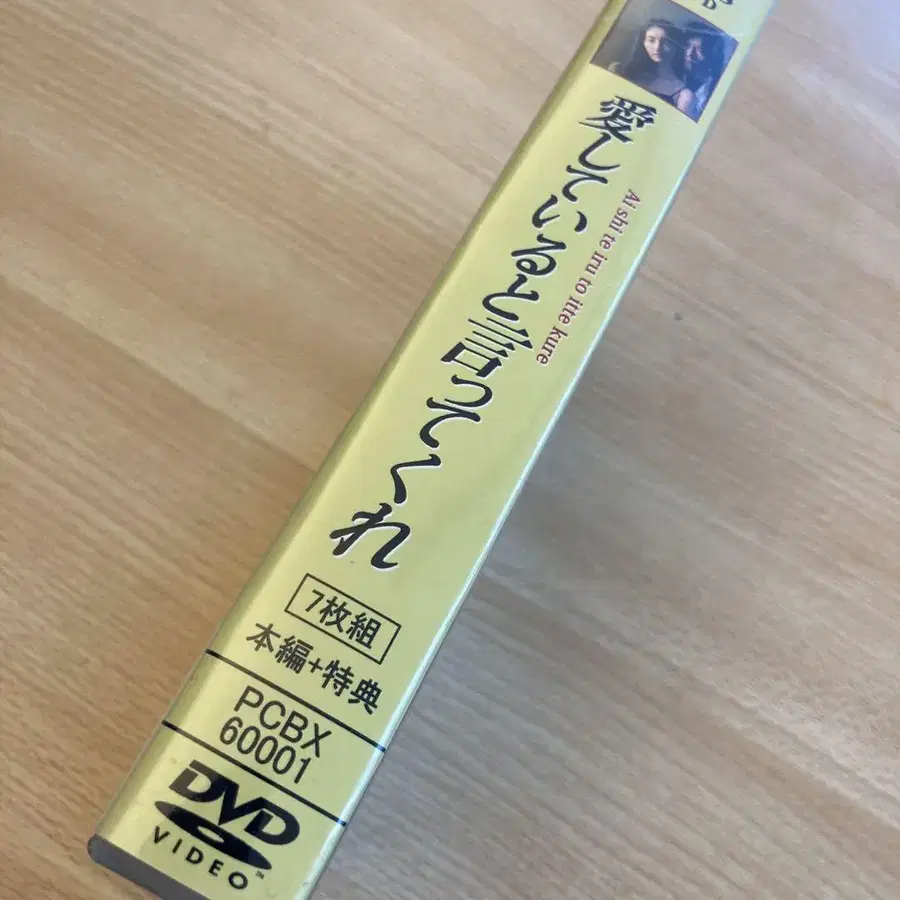 D
愛していると言ってくれ
Ai shi te iru to itte kure
7枚組
本編+特典
PCBX
60001
DVD
VIDEO™